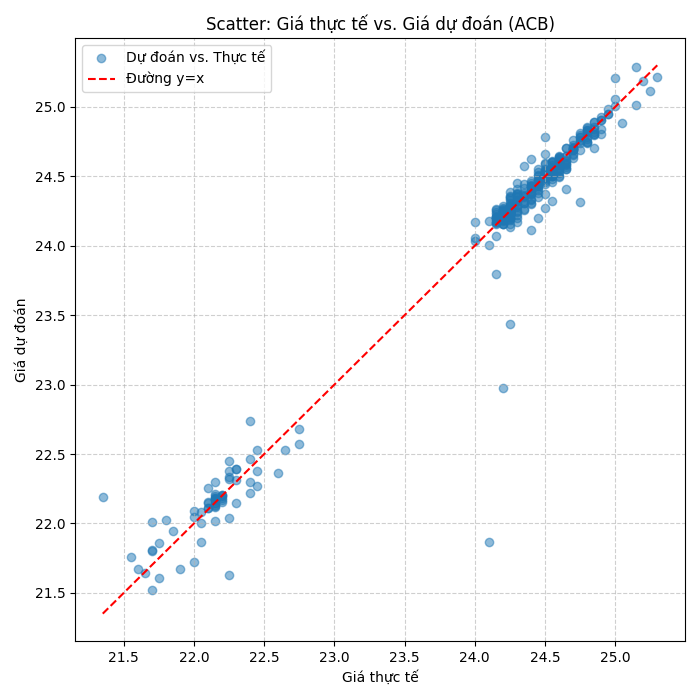 Scatter: Giá thực tế vs. Giá dự đoán (ACB)
Dự đoán vs. Thực tế
Đường y=x
Giá dự đoán
25.0
24.5
24.0
23.5
23.0
22.5
22.0
21.5
21.5 22.0 22.5 23.0 23.5 24.0 24.5 25.0
Giá thực tế